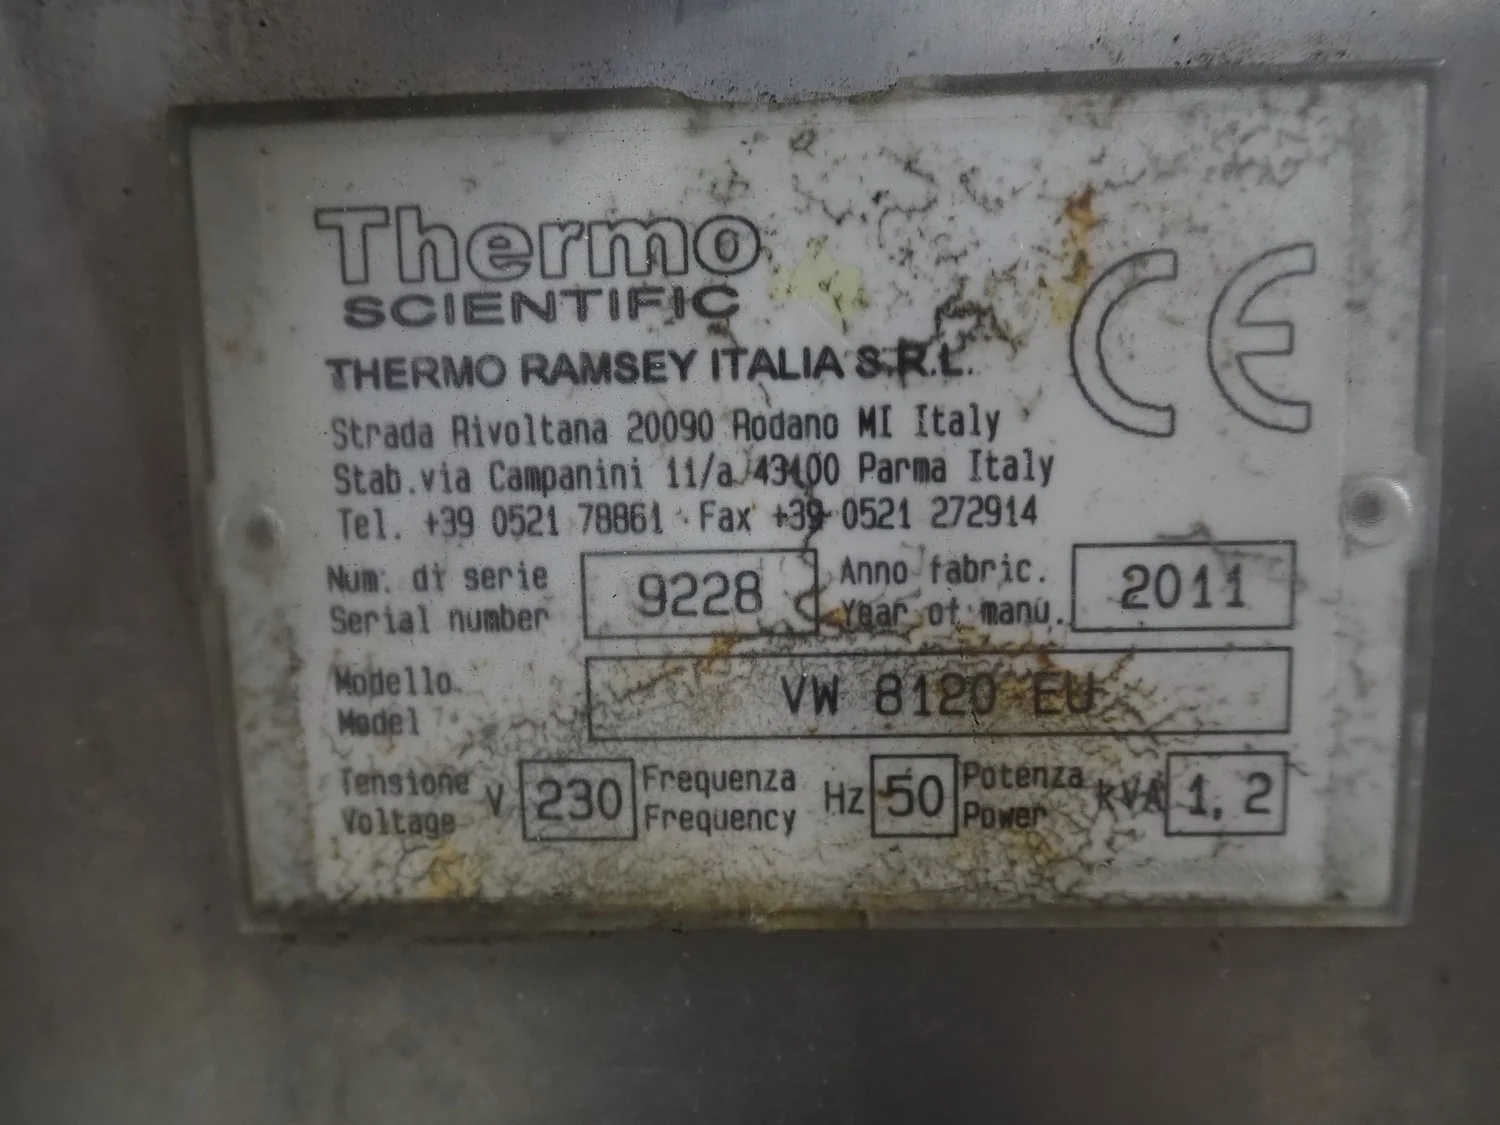 Thermo
SCIENTIFIC
THERMO RAMSEY ITALIA S.R.L.
Strada Rivoltana 20090 Rodano MI Italy
Stab.via Campanini 11/a 43100 Parma Italy
Tel. +39 0521 78861 · Fax +39 0521 272914
Num. di serie
Serial number
9228
Anno fabric.
Year of manu.
2011
Modello
Model
VW 8120 EU
Tensione
Voltage
V 230
Frequenza
Frequency
Hz 50
Potenza
Power
KVA 1,2
CE